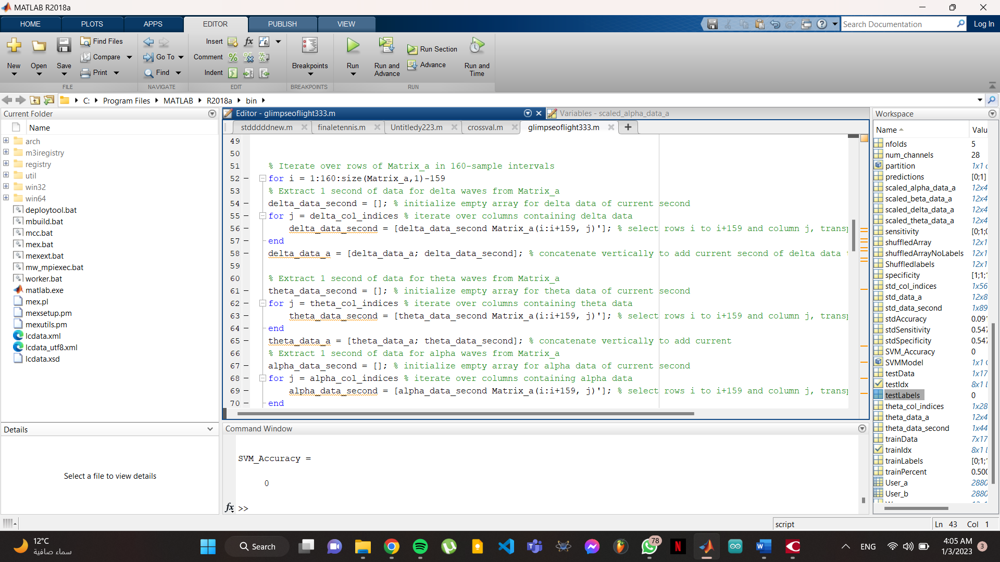 MATLAB R2018a
HOME
PLOTS
APPS
EDITOR
PUBLISH
VIEW
Search Documentation
Log In
New
Open
Save
Find Files
Compare
Print
FILE
Go To
Find
NAVIGATE
Insert
fx
Comment
Indent
EDIT
Breakpoints
BREAKPOINTS
Run
Run and Advance
Run Section
Advance
Run and Time
RUN
C: Program Files MATLAB R2018a bin
Current Folder
Name
arch
m3iregistry
registry
util
win32
win64
deploytool.bat
mbuild.bat
mcc.bat
mex.bat
mexext.bat
mw_mpiexec.bat
worker.bat
matlab.exe
mex.pl
mexsetup.pm
mexutils.pm
lcdata.xml
lcdata_utf8.xml
lcdata.xsd
Details
Select a file to view details
Editor - glimpseoflight333.m
Variables - scaled_alpha_data_a
stdddddnew.m
finaletennis.m
Untitledy223.m
crossval.m
glimpseoflight333.m
49
50
51 % Iterate over rows of Matrix_a in 160-sample intervals
52 for i = 1:160:size(Matrix_a,1)-159
53 % Extract 1 second of data for delta waves from Matrix_a
54 delta_data_second = []; % initialize empty array for delta data of current second
55 for j = delta_col_indices % iterate over columns containing delta data
56 delta_data_second = [delta_data_second Matrix_a(i:i+159, j)']; % select rows i to i+159 and column j, transp
57 end
58 delta_data_a = [delta_data_a; delta_data_second]; % concatenate vertically to add current second of delta data
59
60 % Extract 1 second of data for theta waves from Matrix_a
61 theta_data_second = []; % initialize empty array for theta data of current second
62 for j = theta_col_indices % iterate over columns containing theta data
63 theta_data_second = [theta_data_second Matrix_a(i:i+159, j)']; % select rows i to i+159 and column j, transp
64 end
65 theta_data_a = [theta_data_a; theta_data_second]; % concatenate vertically to add current
66 % Extract 1 second of data for alpha waves from Matrix_a
67 alpha_data_second = []; % initialize empty array for alpha data of current second
68 for j = alpha_col_indices % iterate over columns containing alpha data
69 alpha_data_second = [alpha_data_second Matrix_a(i:i+159, j)']; % select rows i to i+159 and column j, transp
70 end
Command Window
SVM_Accuracy =
0
fx >>
Workspace
Name Valu
nfolds 5
num_channels 28
partition 1x1
predictions [0;1]
scaled_alpha_data_a 12x4
scaled_beta_data_a 12x4
scaled_delta_data_a 12x4
scaled_theta_data_a 12x4
sensitivity [0;1;
shuffledArray 12x1
shuffledArrayNoLabels 12x1
Shuffledlabels 12x1
specificity [1;1;
std_col_indices 1x56
std_data_a 12x8
std_data_second 1x89
stdAccuracy 0.09
stdSensitivity 0.547
stdSpecificity 0.547
SVM_Accuracy 0
SVMModel 1x1
testData 1x17
testIdx 8x1
testLabels 0
theta_col_indices 1x28
theta_data_a 12x4
theta_data_second 1x44
trainData 7x17
trainIdx 8x1
trainLabels [0;1;
trainPercent 0.500
User_a 2880
User_b 2880
script
Ln 43 Col 1
12°C
سماء صافية
Search
78
ENG
4:05 AM
1/3/2023
3